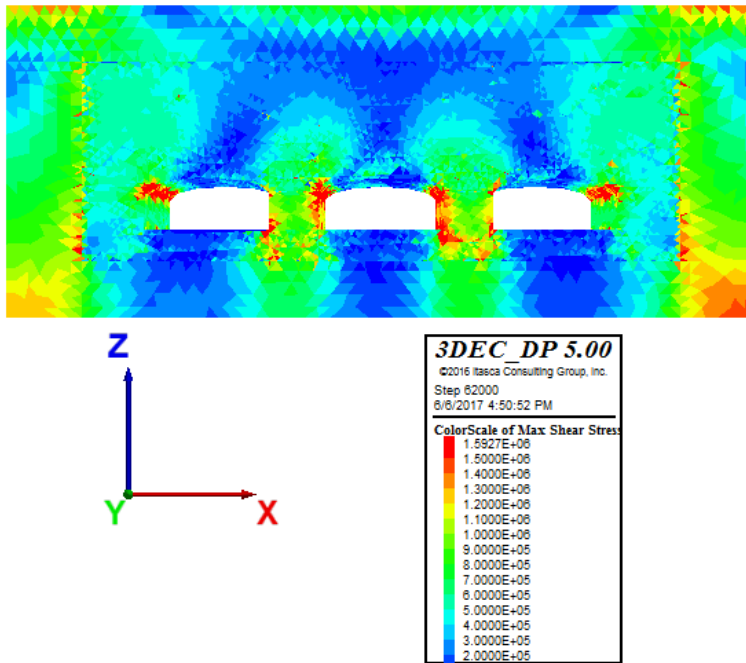 Z
Y
X
3DEC_DP 5.00
©2016 Itasca Consulting Group, Inc.
Step 62000
6/6/2017 4:50:52 PM
ColorScale of Max Shear Stress
1.5927E+06
1.5000E+06
1.4000E+06
1.3000E+06
1.2000E+06
1.1000E+06
1.0000E+06
9.0000E+05
8.0000E+05
7.0000E+05
6.0000E+05
5.0000E+05
4.0000E+05
3.0000E+05
2.0000E+05